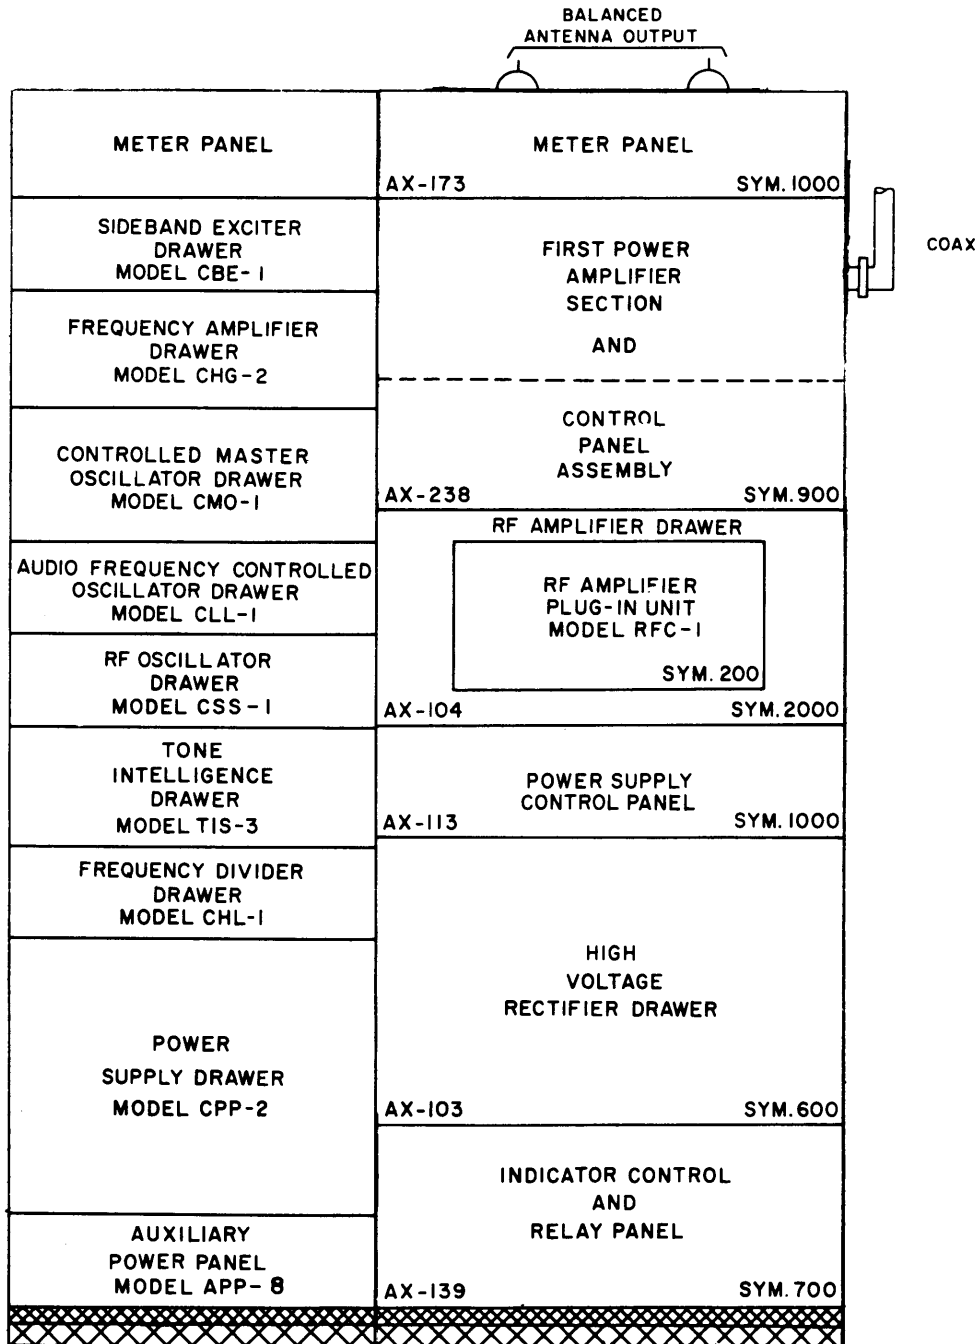 BALANCED
ANTENNA OUTPUT
METER PANEL
SIDEBAND EXCITER
DRAWER
MODEL CBE-1
FREQUENCY AMPLIFIER
DRAWER
MODEL CHG-2
CONTROLLED MASTER
OSCILLATOR DRAWER
MODEL CMO-1
AUDIO FREQUENCY CONTROLLED
OSCILLATOR DRAWER
MODEL CLL-1
RF OSCILLATOR
DRAWER
MODEL CSS-1
TONE
INTELLIGENCE
DRAWER
MODEL TIS-3
FREQUENCY DIVIDER
DRAWER
MODEL CHL-1
POWER
SUPPLY DRAWER
MODEL CPP-2
AUXILIARY
POWER PANEL
MODEL APP-8
METER PANEL
AX-173 SYM. 1000
FIRST POWER
AMPLIFIER
SECTION
AND
CONTROL
PANEL
ASSEMBLY
AX-238 SYM. 900
RF AMPLIFIER DRAWER
RF AMPLIFIER
PLUG-IN UNIT
MODEL RFC-1
SYM. 200
AX-104 SYM. 2000
POWER SUPPLY
CONTROL PANEL
AX-113 SYM. 1000
HIGH
VOLTAGE
RECTIFIER DRAWER
AX-103 SYM. 600
INDICATOR CONTROL
AND
RELAY PANEL
AX-139 SYM. 700
COAX